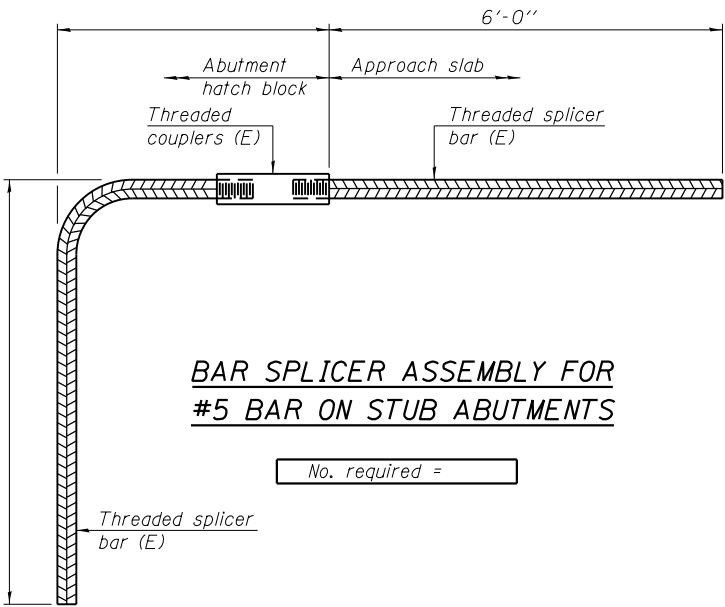 6'-0"
Abutment
hatch block
Approach slab
Threaded
couplers (E)
Threaded splicer
bar (E)
BAR SPLICER ASSEMBLY FOR
#5 BAR ON STUB ABUTMENTS
No. required =
Threaded splicer
bar (E)